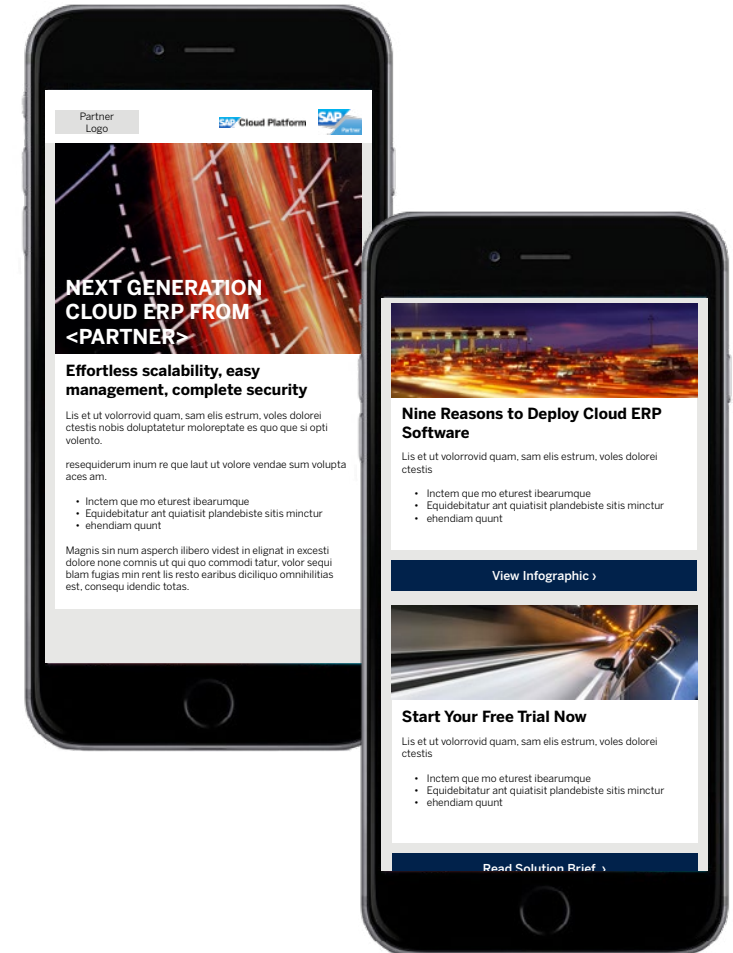 Partner
Logo
SAP Cloud Platform
SAP
Partner
NEXT GENERATION
CLOUD ERP FROM
<PARTNER>
Effortless scalability, easy
management, complete security
Lis et ut volorrovid quam, sam elis estrum, voles dolorei
ctestis nobis doluptatetur moloreptate es quo que si opti
volento.
resequiderum inum re que laut ut volore vendae sum volupta
aces am.
• Inctem que mo eturest ibearumque
• Equidebitatur ant quiatisit plandebiste sitis minctur
• ehendiam quunt
Magnis sin num asperch ilibero videst in elignat in excesti
dolore none comnis ut qui quo commodi tatur, volor sequi
blam fugias min rent lis resto earibus diciliquo omnihilitias
est, consequ idendic totas.
Nine Reasons to Deploy Cloud ERP
Software
Lis et ut volorrovid quam, sam elis estrum, voles dolorei
ctestis
• Inctem que mo eturest ibearumque
• Equidebitatur ant quiatisit plandebiste sitis minctur
• ehendiam quunt
View Infographic ›
Start Your Free Trial Now
Lis et ut volorrovid quam, sam elis estrum, voles dolorei
ctestis
• Inctem que mo eturest ibearumque
• Equidebitatur ant quiatisit plandebiste sitis minctur
• ehendiam quunt
Read Solution Brief ›